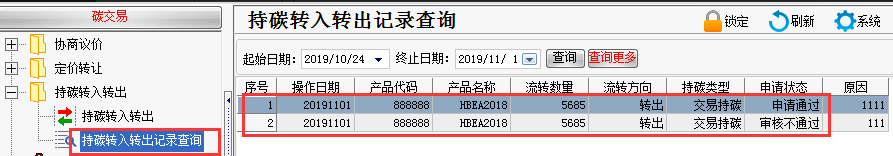 碳交易
协商议价
定价转让
持碳转入转出
持碳转入转出
持碳转入转出记录查询
持碳转入转出记录查询 锁定 刷新 系统
起始日期: 2019/10/24 终止日期: 2019/11/ 1 查询 查询更多
序号 操作日期 产品代码 产品名称 流转数量 流转方向 持碳类型 申请状态 原因
1 20191101 888888 HBEA2018 5685 转出 交易持碳 申请通过 1111
2 20191101 888888 HBEA2018 5685 转出 交易持碳 审核不通过 111